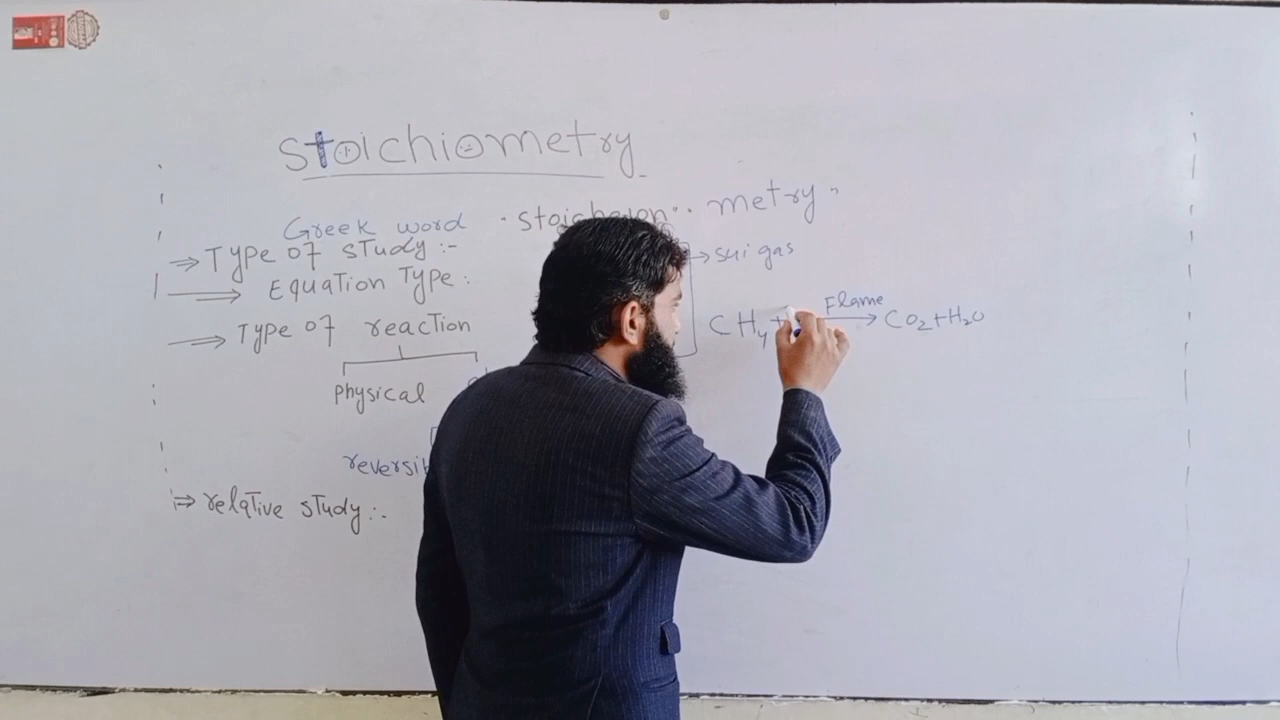 Stoichiometry
Greek word "stoicheion". metry"
⇒ Type of study :-
→ sui gas
⇒ Equation Type :
CH4 + Flame → CO2+H2O
⇒ Type of reaction
physical
⇒ relative study :-